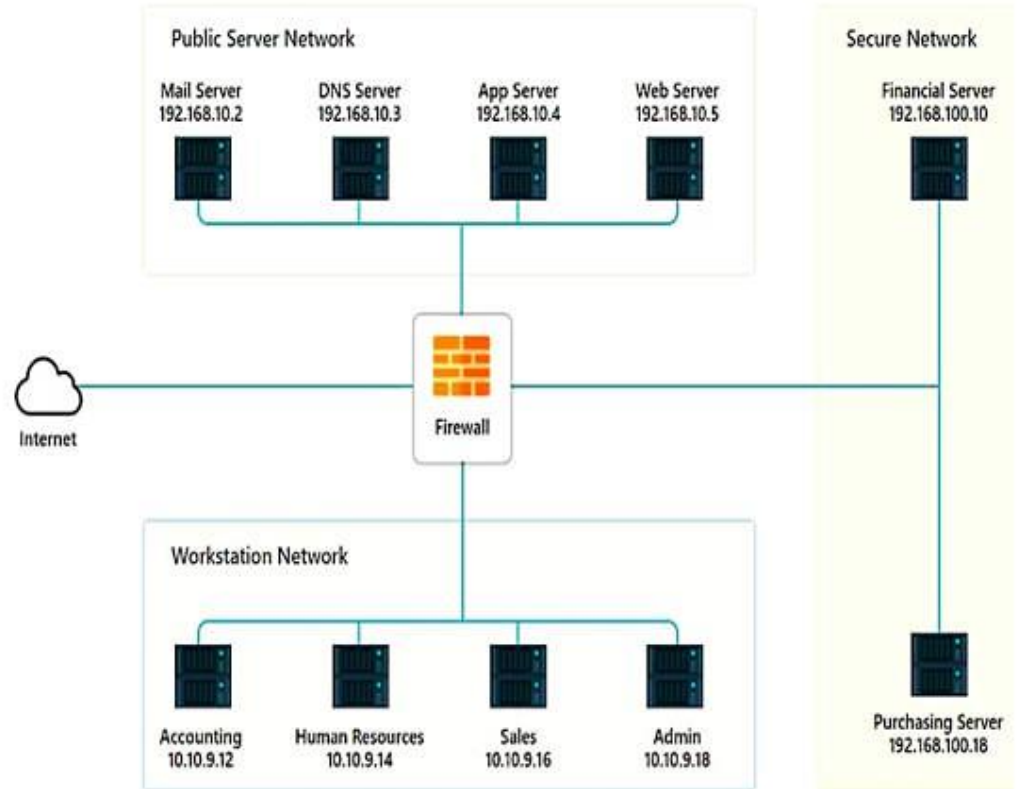 Public Server Network
Secure Network
Mail Server
192.168.10.2
DNS Server
192.168.10.3
App Server
192.168.10.4
Web Server
192.168.10.5
Financial Server
192.168.100.10
Internet
Firewall
Workstation Network
Accounting
10.10.9.12
Human Resources
10.10.9.14
Sales
10.10.9.16
Admin
10.10.9.18
Purchasing Server
192.168.100.18